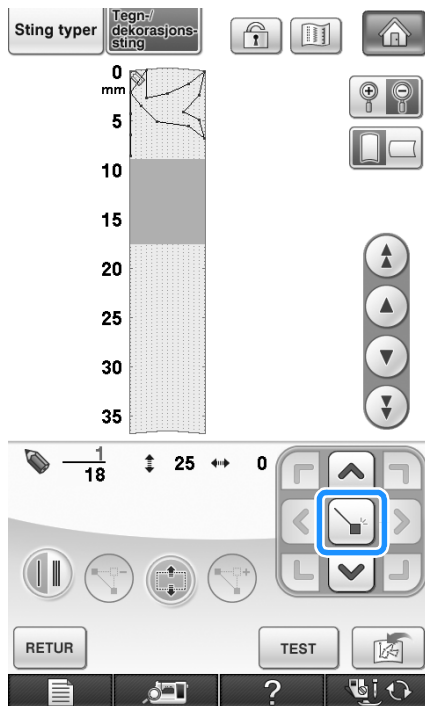 Sting typer
Tegn-/
dekorasjons-
sting
0
mm
5
10
15
20
25
30
35
1
18
25
0
RETUR
TEST
?